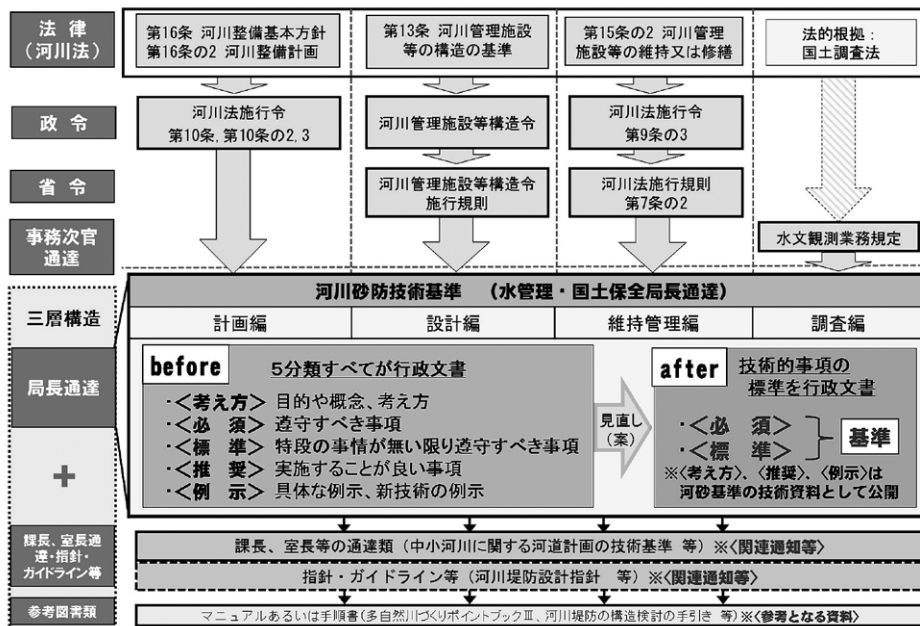 法 律
（河川法）
第16条 河川整備基本方針
第16条の2 河川整備計画
第13条 河川管理施設
等の構造の基準
第15条の2 河川管理
施設等の維持又は修繕
法的根拠：
国土調査法
政 令
河川法施行令
第10条，第10条の2，3
河川管理施設等構造令
河川法施行令
第9条の3
省 令
河川管理施設等構造令
施行規則
河川法施行規則
第7条の2
事務次官
通達
水文観測業務規定
三層構造
河川砂防技術基準 （水管理・国土保全局長通達）
計画編
設計編
維持管理編
調査編
局長通達
before
5分類すべてが行政文書
・＜考え方＞ 目的や概念、考え方
・＜必 須＞ 遵守すべき事項
・＜標 準＞ 特段の事情が無い限り遵守すべき事項
・＜推 奨＞ 実施することが良い事項
・＜例 示＞ 具体な例示、新技術の例示
見直し
（案）
after
技術的事項の
標準を行政文書
・＜必 須＞
・＜標 準＞
基準
※〈考え方〉、〈推奨〉、〈例示〉は
河砂基準の技術資料として公開
＋
課長、室長通
達・指針・
ガイドライン等
課長、室長等の通達類（中小河川に関する河道計画の技術基準 等）※〈関連通知等〉
指針・ガイドライン等（河川堤防設計指針 等）※〈関連通知等〉
参考図書類
マニュアルあるいは手順書（多自然川づくりポイントブックⅢ、河川堤防の構造検討の手引き 等）※〈参考となる資料〉